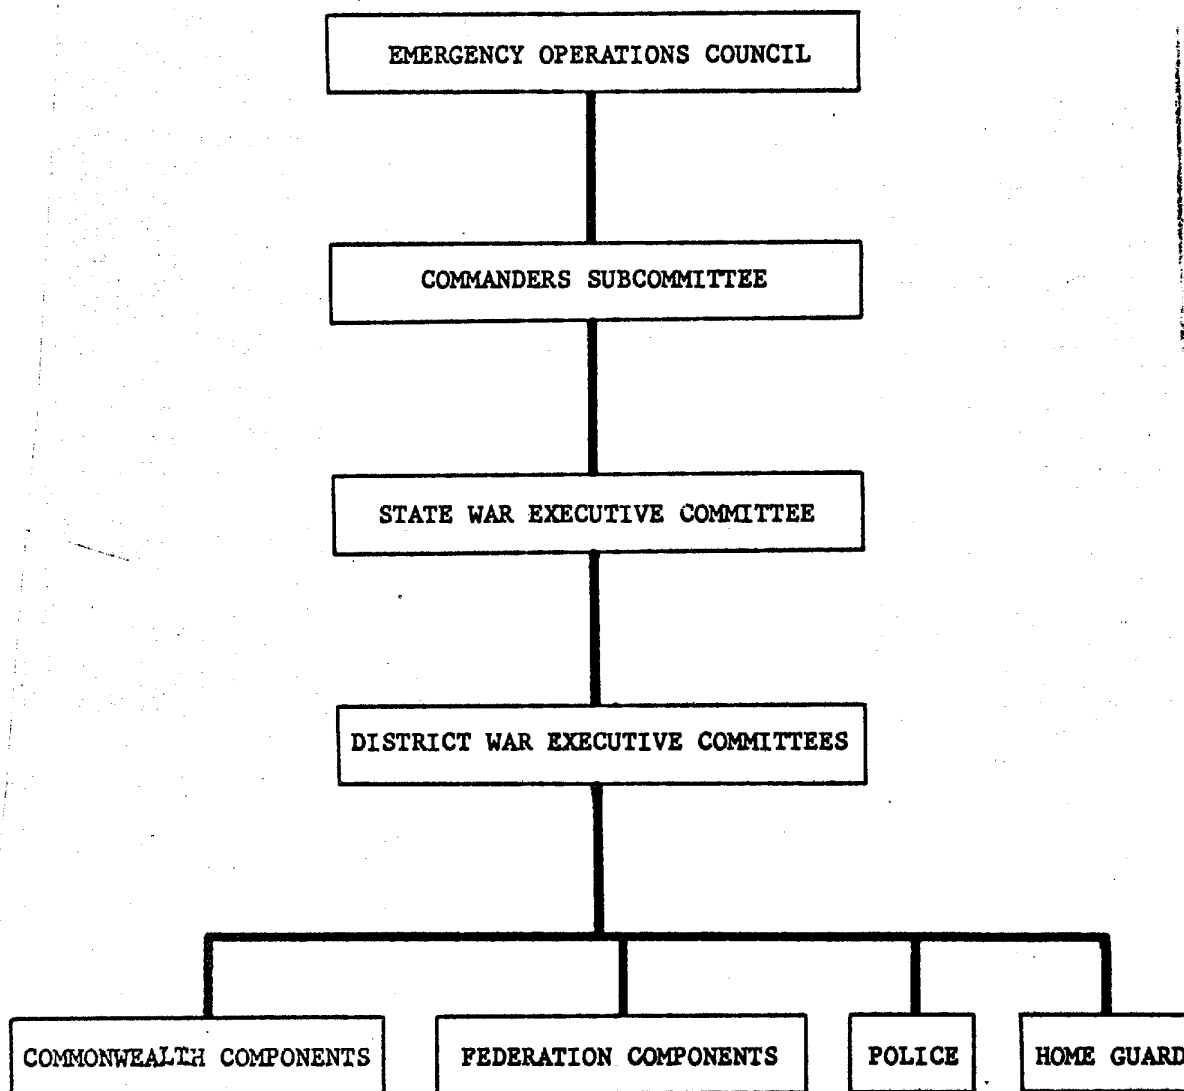 EMERGENCY OPERATIONS COUNCIL
COMMANDERS SUBCOMMITTEE
STATE WAR EXECUTIVE COMMITTEE
DISTRICT WAR EXECUTIVE COMMITTEES
COMMONWEALTH COMPONENTS
FEDERATION COMPONENTS
POLICE
HOME GUARD